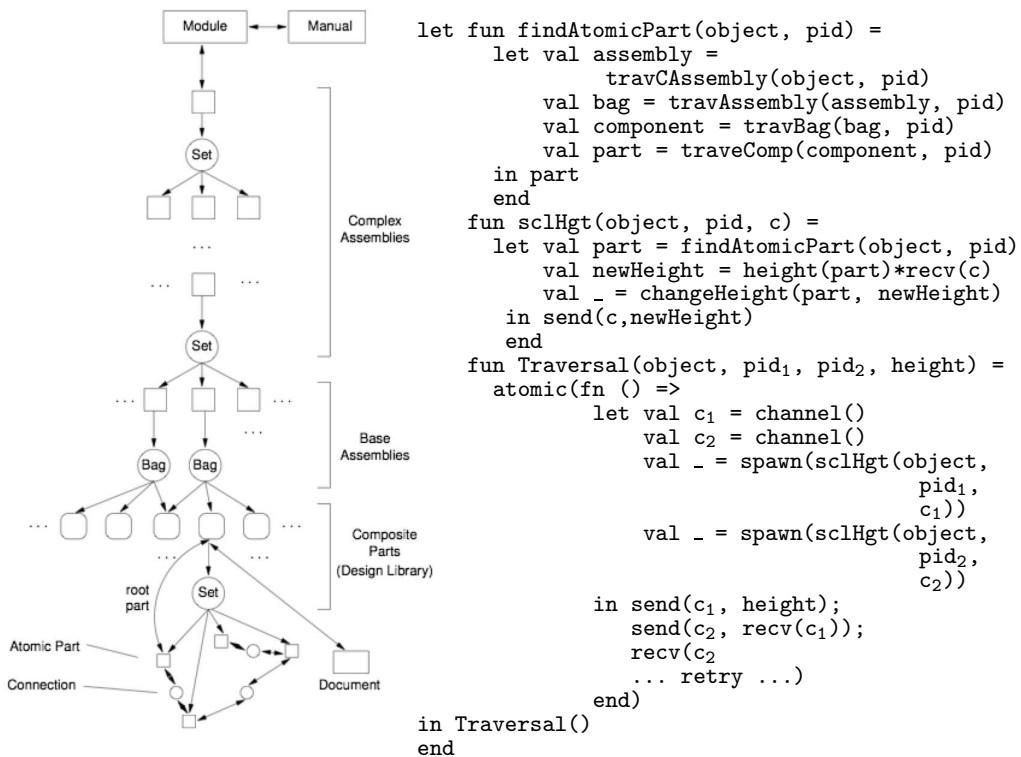 Module
Manual
Set
. . .
. . .
. . .
Set
. . .
. . .
. . .
Bag
Bag
. . .
. . .
. . .
. . .
Set
root
part
Atomic Part
Connection
Document
Complex
Assemblies
Base
Assemblies
Composite
Parts
(Design Library)
let fun findAtomicPart(object, pid) =
let val assembly =
travCAssembly(object, pid)
val bag = travAssembly(assembly, pid)
val component = travBag(bag, pid)
val part = traveComp(component, pid)
in part
end
fun sclHgt(object, pid, c) =
let val part = findAtomicPart(object, pid)
val newHeight = height(part)*recv(c)
val _ = changeHeight(part, newHeight)
in send(c,newHeight)
end
fun Traversal(object, pid₁, pid₂, height) =
atomic(fn () =>
let val c₁ = channel()
val c₂ = channel()
val _ = spawn(sclHgt(object,
pid₁,
c₁))
val _ = spawn(sclHgt(object,
pid₂,
c₂))
in send(c₁, height);
send(c₂, recv(c₁));
recv(c₂
... retry ...)
end)
in Traversal()
end